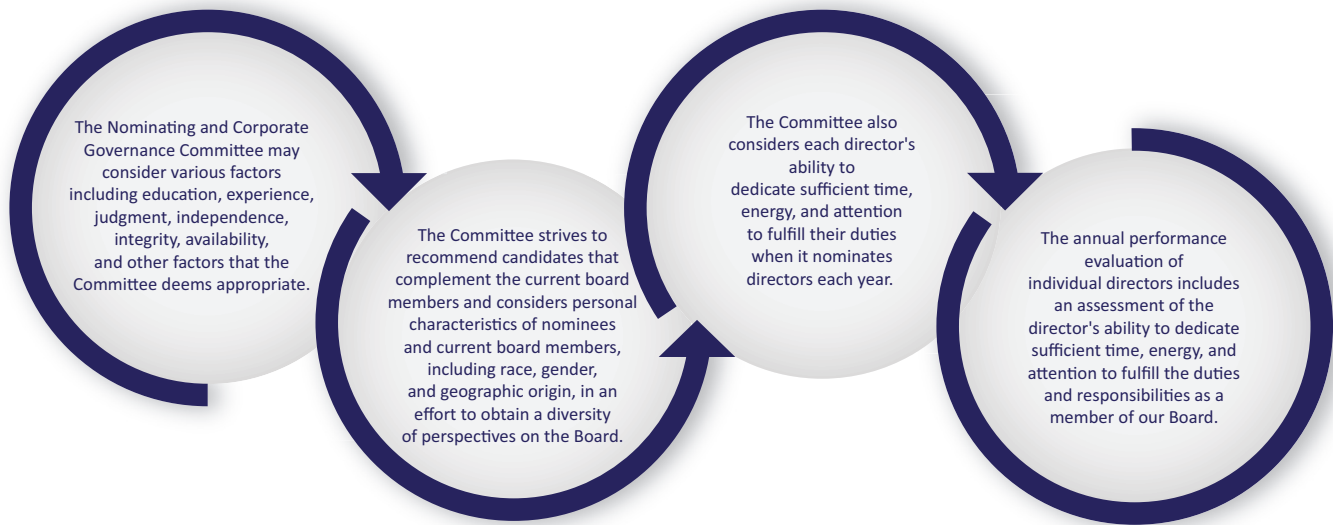 The Nominating and Corporate
Governance Committee may
consider various factors
including education, experience,
judgment, independence,
integrity, availability,
and other factors that the
Committee deems appropriate.
The Committee strives to
recommend candidates that
complement the current board
members and considers personal
characteristics of nominees
and current board members,
including race, gender,
and geographic origin, in an
effort to obtain a diversity
of perspectives on the Board.
The Committee also
considers each director's
ability to
dedicate sufficient time,
energy, and attention
to fulfill their duties
when it nominates
directors each year.
The annual performance
evaluation of
individual directors includes
an assessment of the
director's ability to dedicate
sufficient time, energy, and
attention to fulfill the duties
and responsibilities as a
member of our Board.